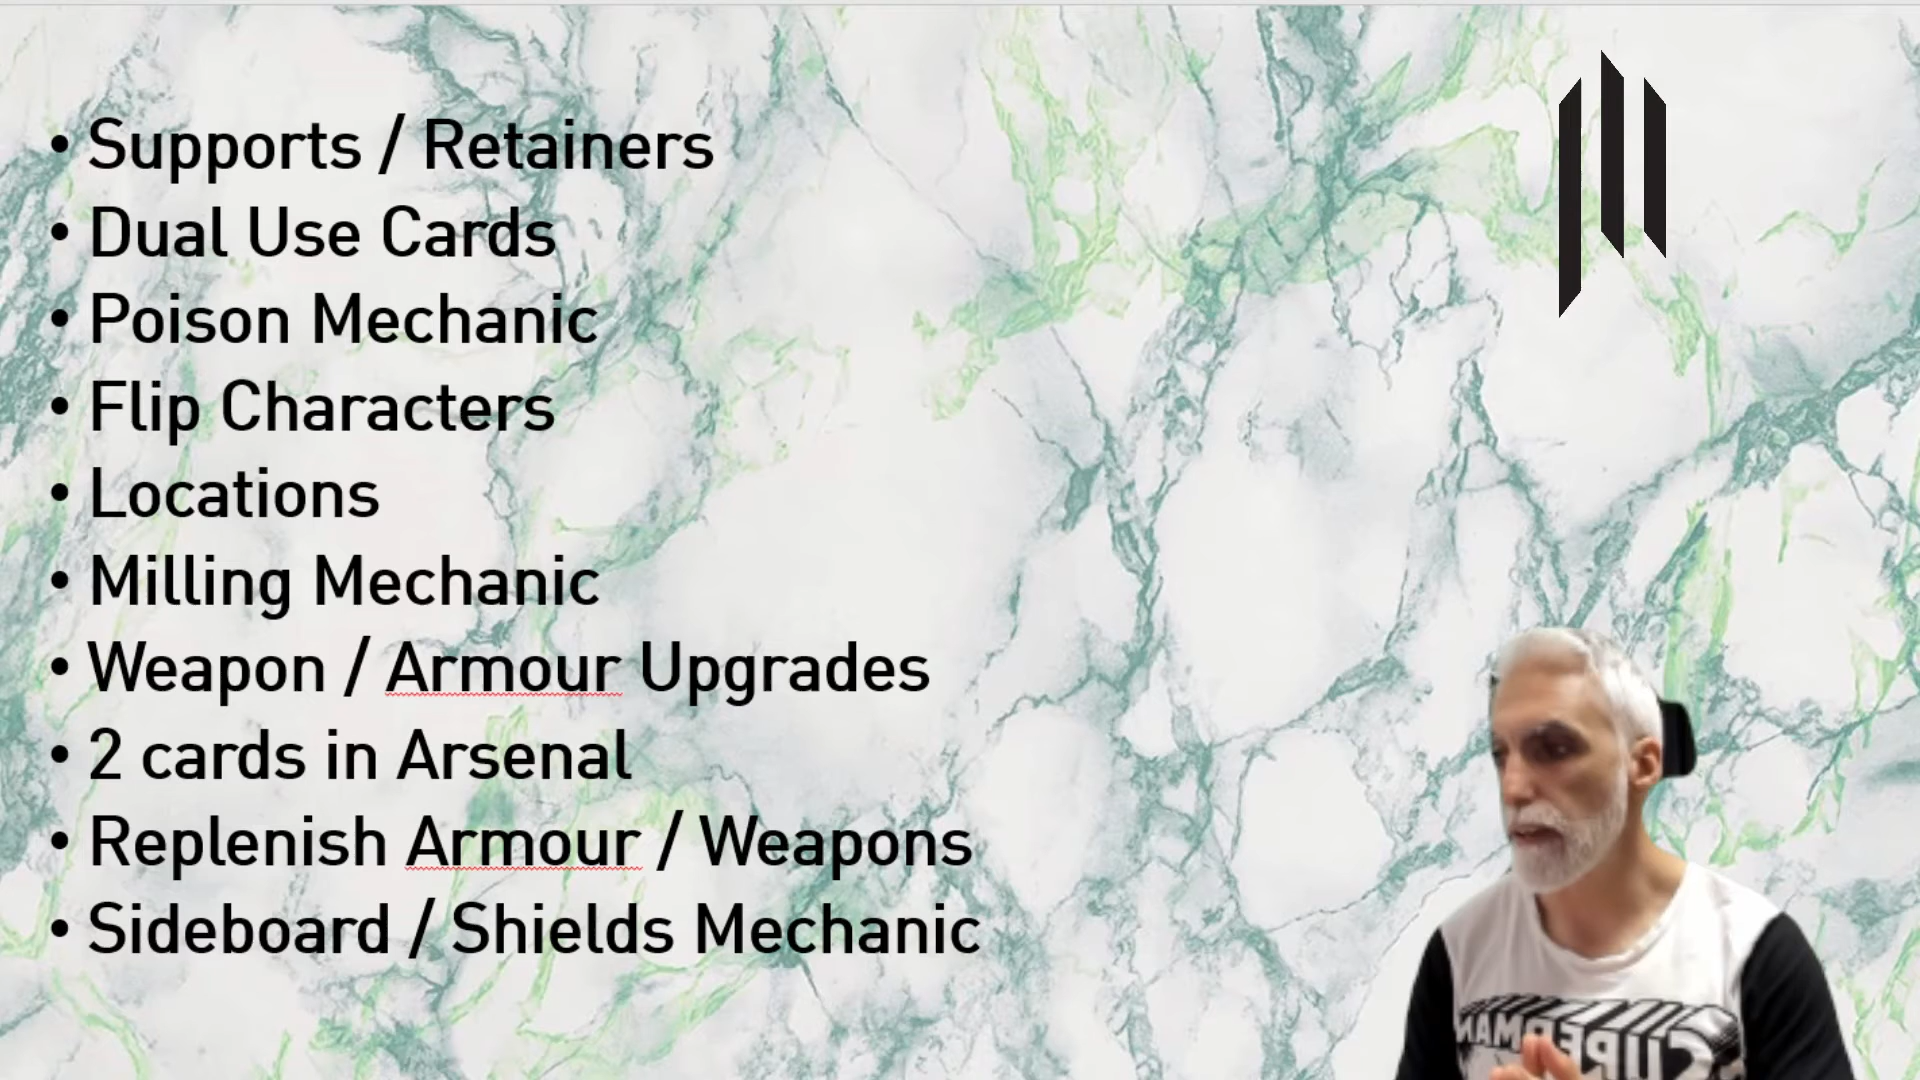 • Supports / Retainers
• Dual Use Cards
• Poison Mechanic
• Flip Characters
• Locations
• Milling Mechanic
• Weapon / Armour Upgrades
• 2 cards in Arsenal
• Replenish Armour / Weapons
• Sideboard / Shields Mechanic
SUPERMAN